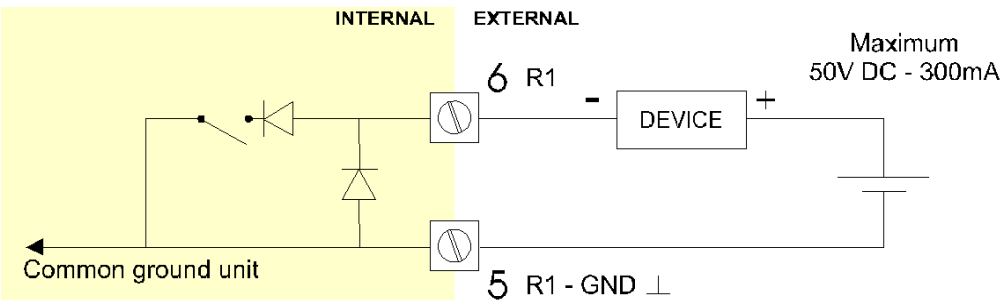 INTERNAL EXTERNAL
Maximum
50V DC - 300mA
6 R1
- DEVICE +
Common ground unit
5 R1 - GND ⊥